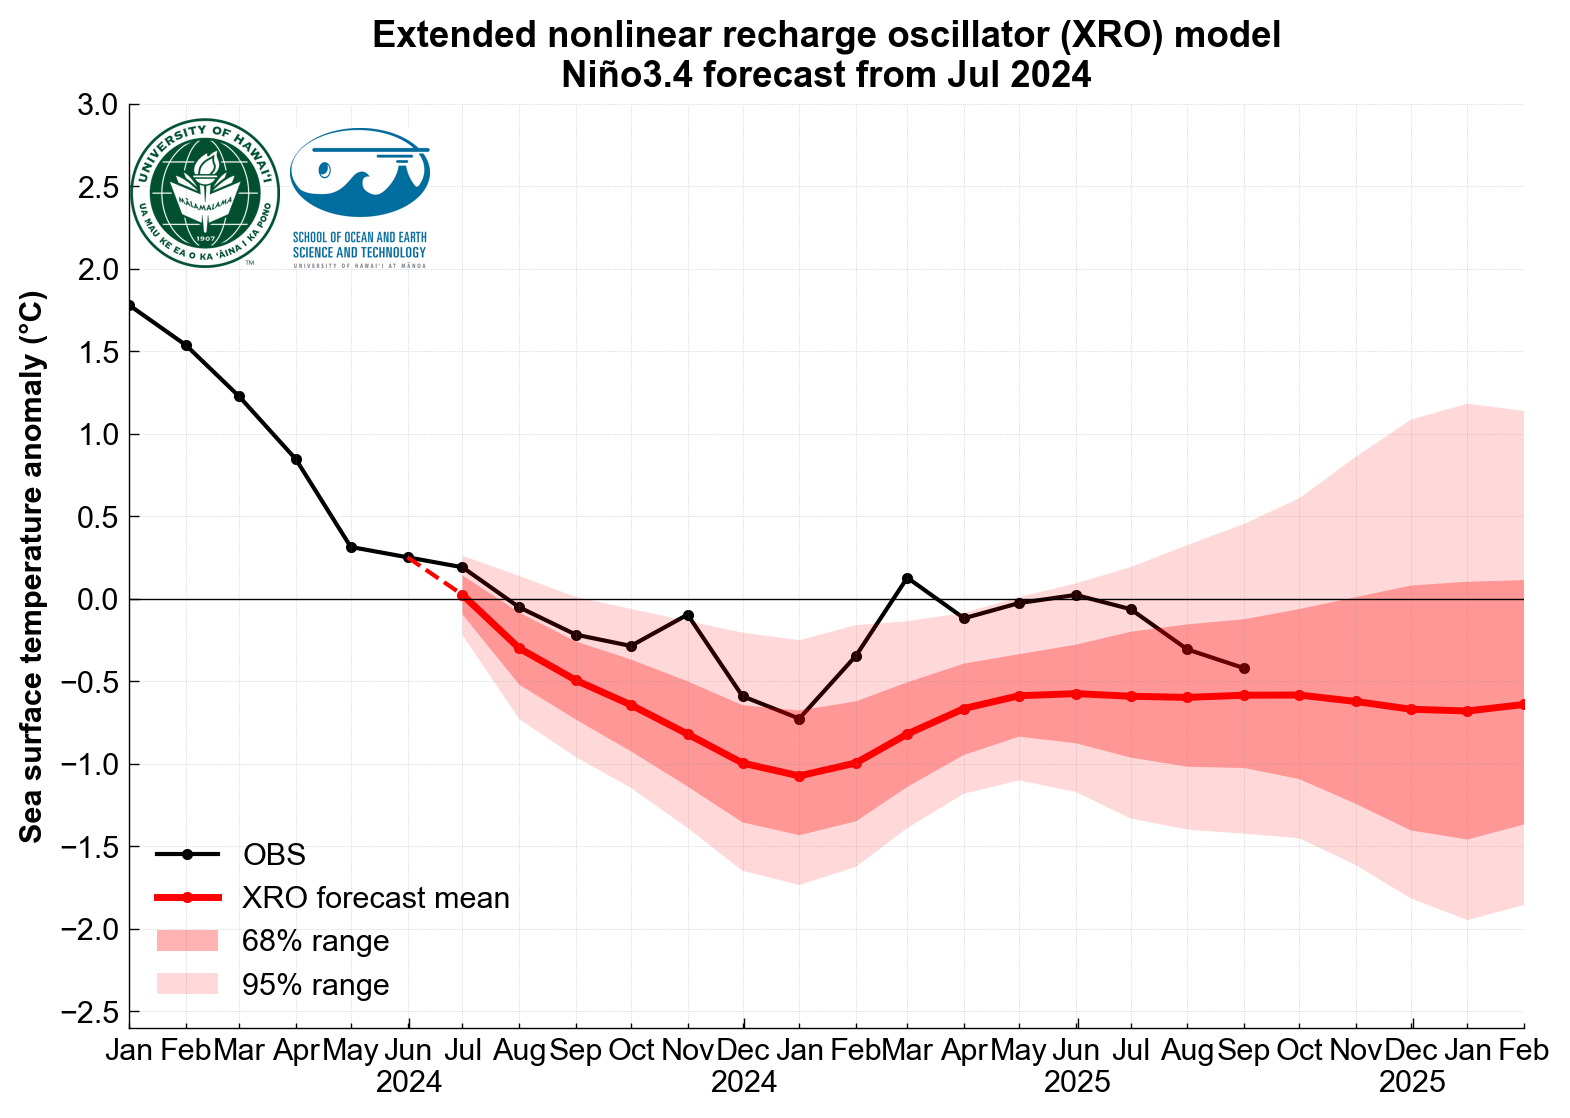 Extended nonlinear recharge oscillator (XRO) model
Niño3.4 forecast from Jul 2024
UNIVERSITY OF HAWAIʻI
MĀLAMALAMA
1907
UA MAU KE EA O KA ʻĀINA I KA PONO
TM
SCHOOL OF OCEAN AND EARTH
SCIENCE AND TECHNOLOGY
UNIVERSITY OF HAWAIʻI AT MĀNOA
Sea surface temperature anomaly (°C)
3.0
2.5
2.0
1.5
1.0
0.5
0.0
−0.5
−1.0
−1.5
−2.0
−2.5
OBS
XRO forecast mean
68% range
95% range
Jan Feb Mar Apr May Jun Jul Aug Sep Oct Nov Dec Jan Feb Mar Apr May Jun Jul Aug Sep Oct Nov Dec Jan Feb
2024 2024 2025 2025